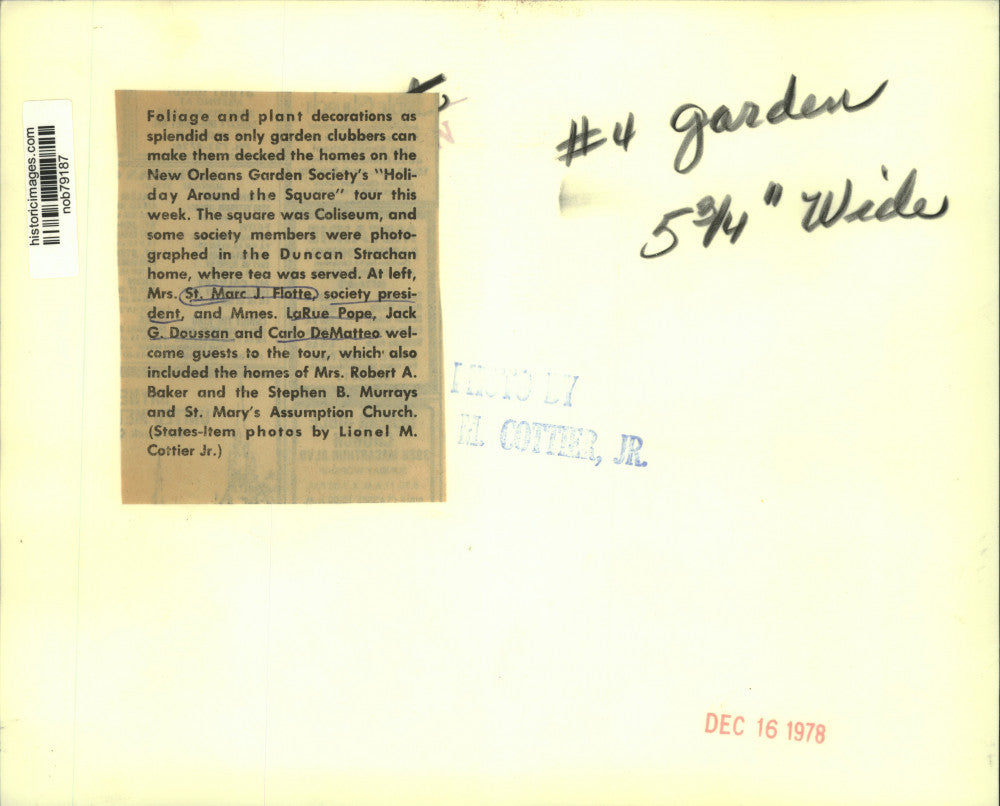 historicimages.com
nob79187
Foliage and plant decorations as
splendid as only garden clubbers can
make them decked the homes on the
New Orleans Garden Society's "Holi-
day Around the Square" tour this
week. The square was Coliseum, and
some society members were photo-
graphed in the Duncan Strachan
home, where tea was served. At left,
Mrs. St. Marc J. Flotte, society presi-
dent, and Mmes. LaRue Pope, Jack
G. Doussan and Carlo DeMatteo wel-
come guests to the tour, which also
included the homes of Mrs. Robert A.
Baker and the Stephen B. Murrays
and St. Mary's Assumption Church.
(States-Item photos by Lionel M.
Cottier Jr.)
#4 garden
5 3/4" Wide
PHOTO BY
M. COTTIER, JR.
DEC 16 1978